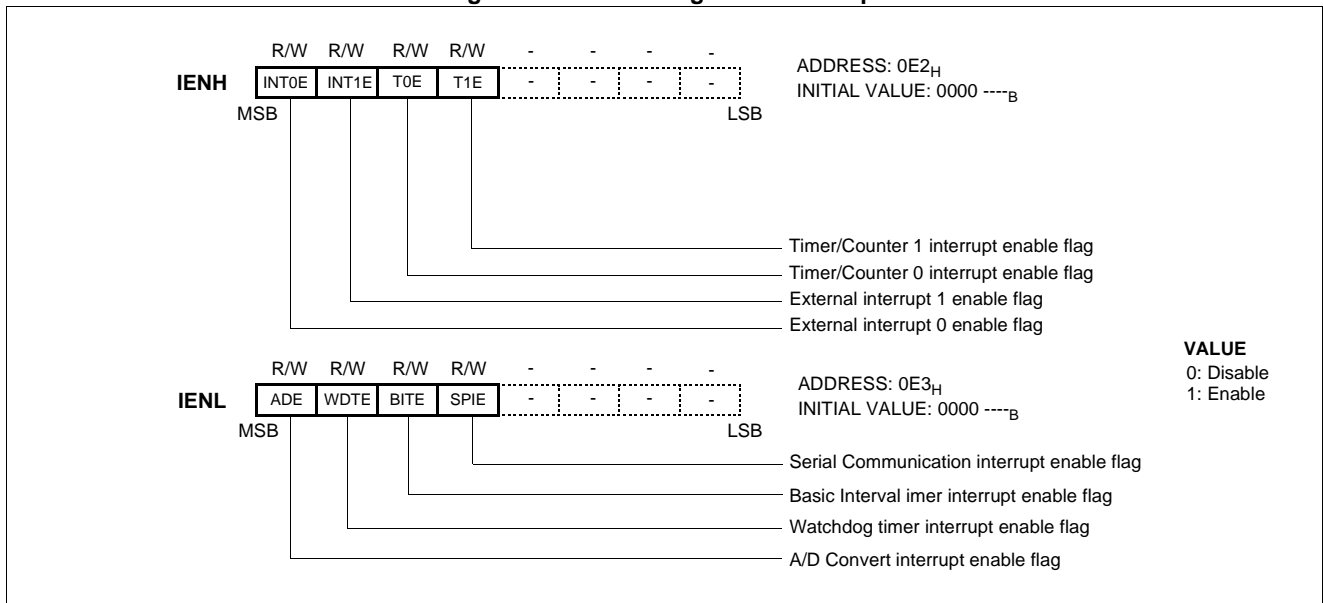 R/W R/W R/W R/W - - - -
IENH INT0E INT1E T0E T1E - - - -
MSB LSB
ADDRESS: 0E2H
INITIAL VALUE: 0000 ----B
Timer/Counter 1 interrupt enable flag
Timer/Counter 0 interrupt enable flag
External interrupt 1 enable flag
External interrupt 0 enable flag
VALUE
0: Disable
1: Enable
R/W R/W R/W R/W - - - -
IENL ADE WDTE BITE SPIE - - - -
MSB LSB
ADDRESS: 0E3H
INITIAL VALUE: 0000 ----B
Serial Communication interrupt enable flag
Basic Interval imer interrupt enable flag
Watchdog timer interrupt enable flag
A/D Convert interrupt enable flag